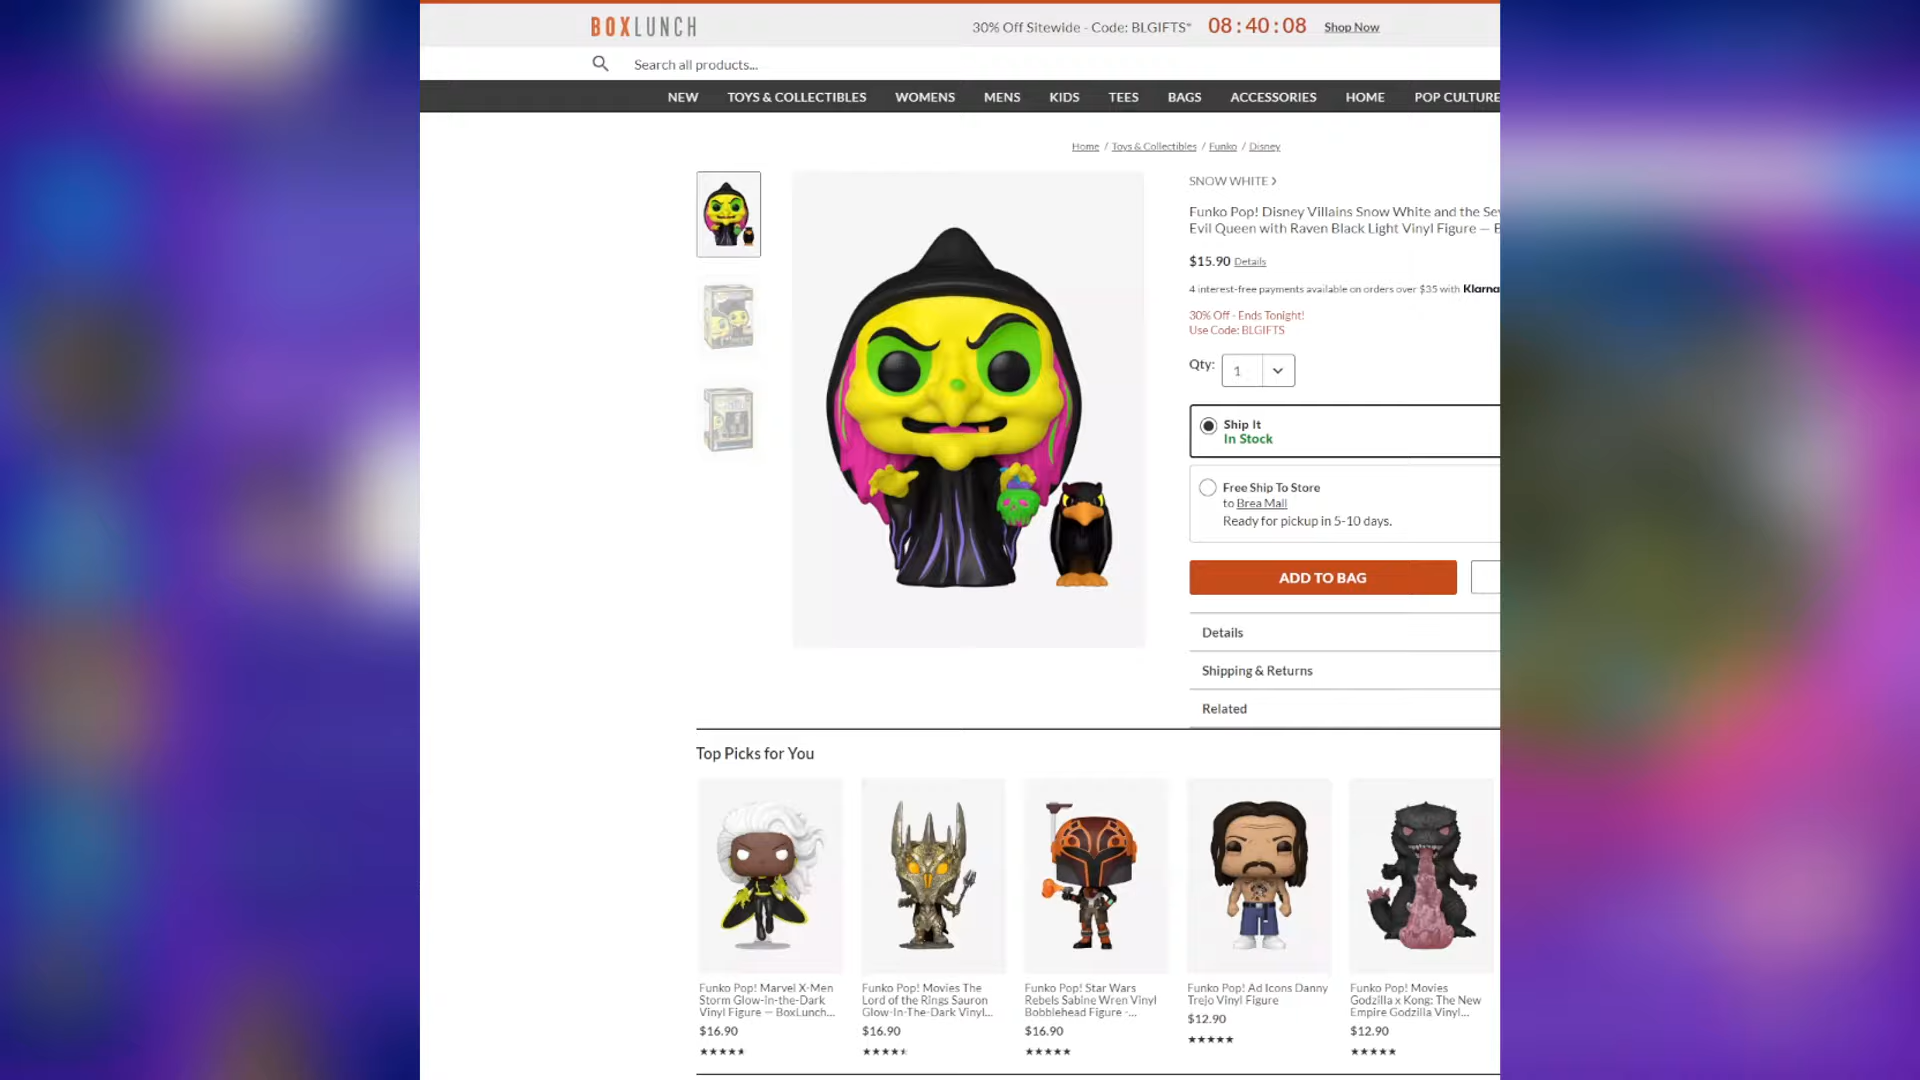 BOXLUNCH
30% Off Sitewide - Code: BLGIFTS*
08:40:08
Shop Now
Search all products...
NEW TOYS & COLLECTIBLES WOMENS MENS KIDS TEES BAGS ACCESSORIES HOME POP CULTURE
Home / Toys & Collectibles / Funko / Disney
SNOW WHITE >
Funko Pop! Disney Villains Snow White and the Se
Evil Queen with Raven Black Light Vinyl Figure —
$15.90 Details
4 interest-free payments available on orders over $35 with Klarna
30% Off - Ends Tonight!
Use Code: BLGIFTS
Qty: 1
Ship It
In Stock
Free Ship To Store
to Brea Mall
Ready for pickup in 5-10 days.
ADD TO BAG
Details
Shipping & Returns
Related
Top Picks for You
Funko Pop! Marvel X-Men
Storm Glow-in-the-Dark
Vinyl Figure — BoxLunch...
$16.90
Funko Pop! Movies The
Lord of the Rings Sauron
Glow-In-The-Dark Vinyl...
$16.90
Funko Pop! Star Wars
Rebels Sabine Wren Vinyl
Bobblehead Figure -...
$16.90
Funko Pop! Ad Icons Danny
Trejo Vinyl Figure
$12.90
Funko Pop! Movies
Godzilla x Kong: The New
Empire Godzilla Vinyl...
$12.90